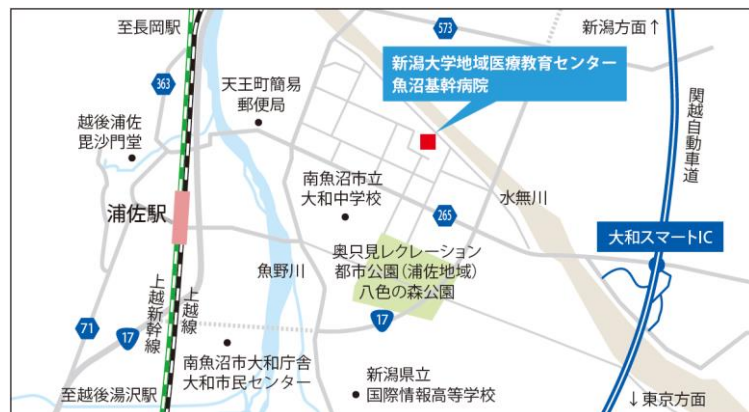 至長岡駅
573
新潟方面↑
新潟大学地域医療教育センター
魚沼基幹病院
363
天王町簡易
郵便局
越後浦佐
毘沙門堂
関越自動車道
南魚沼市立
大和中学校
浦佐駅
265
水無川
大和スマートIC
魚野川
奥只見レクレーション
都市公園(浦佐地域)
八色の森公園
上越新幹線
上越線
71
17
17
南魚沼市大和庁舎
大和市民センター
新潟県立
国際情報高等学校
至越後湯沢駅
↓東京方面